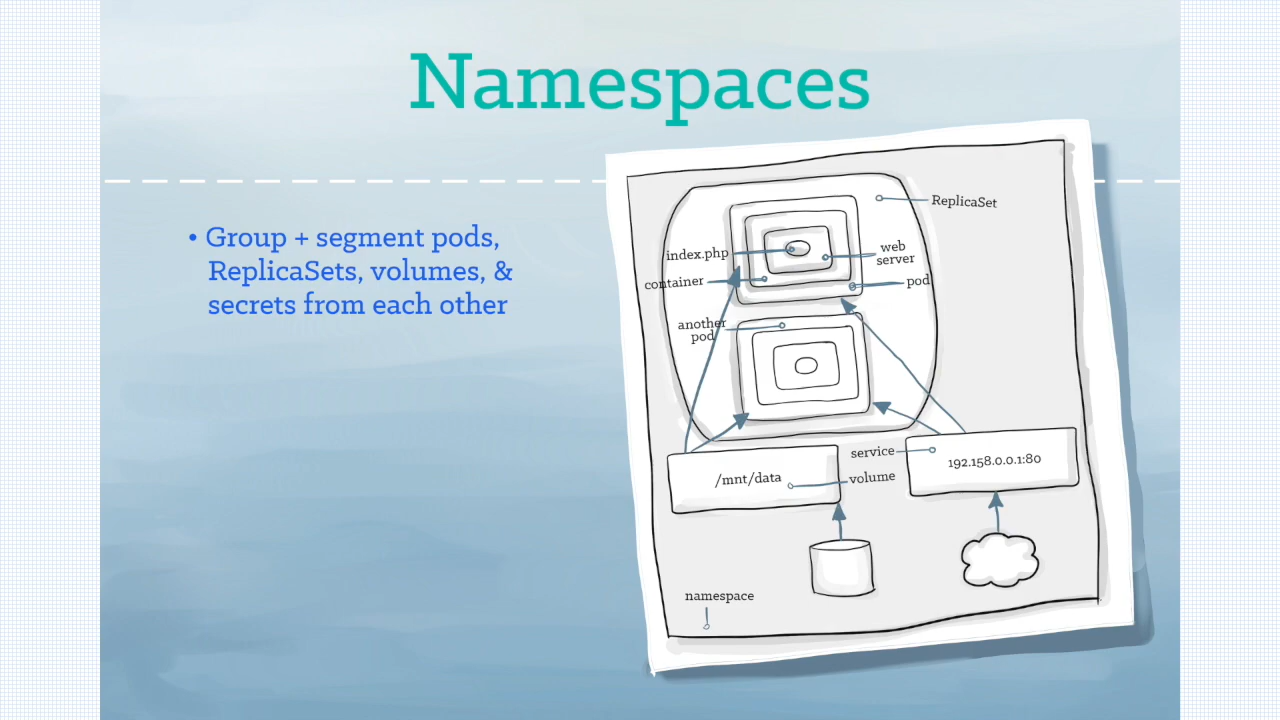 Namespaces
• Group + segment pods,
ReplicaSets, volumes, &
secrets from each other
ReplicaSet
index.php
web
server
container
pod
another
pod
service
192.158.0.0.1:80
/mnt/data
volume
namespace